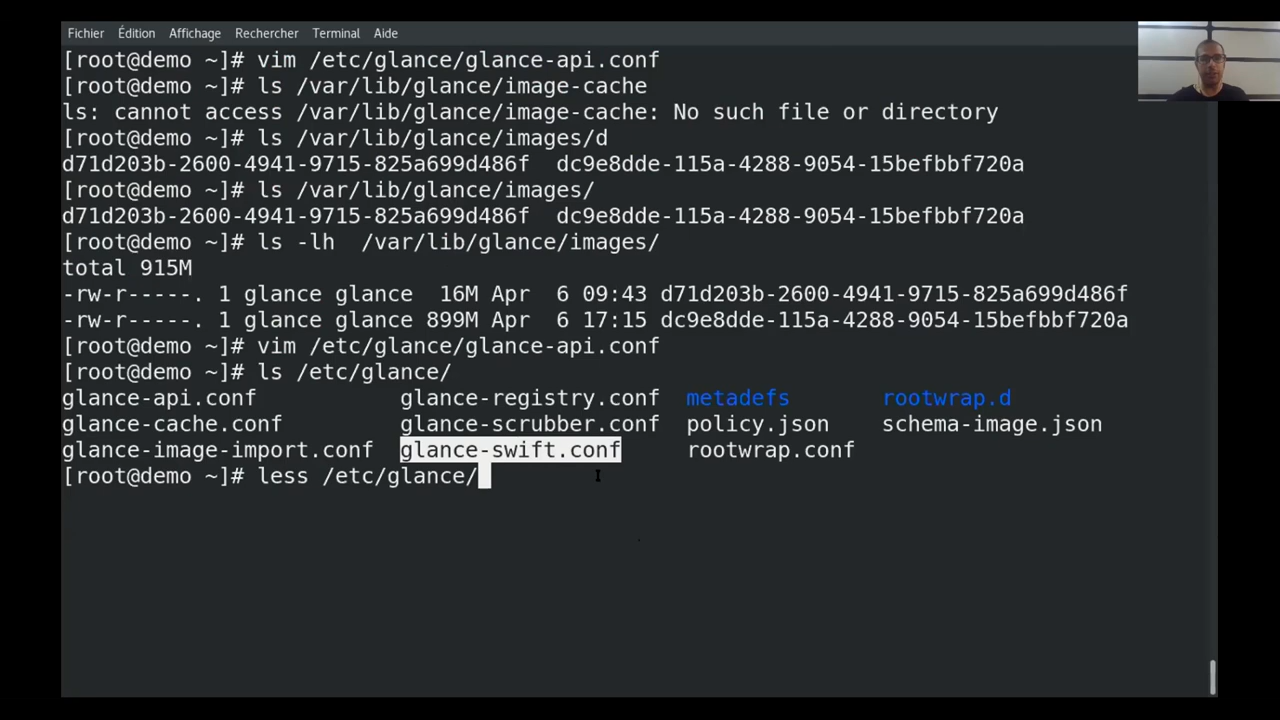 Fichier Édition Affichage Rechercher Terminal Aide
[root@demo ~]# vim /etc/glance/glance-api.conf
[root@demo ~]# ls /var/lib/glance/image-cache
ls: cannot access /var/lib/glance/image-cache: No such file or directory
[root@demo ~]# ls /var/lib/glance/images/d
d71d203b-2600-4941-9715-825a699d486f  dc9e8dde-115a-4288-9054-15befbbf720a
[root@demo ~]# ls /var/lib/glance/images/
d71d203b-2600-4941-9715-825a699d486f  dc9e8dde-115a-4288-9054-15befbbf720a
[root@demo ~]# ls -lh  /var/lib/glance/images/
total 915M
-rw-r-----. 1 glance glance  16M Apr  6 09:43 d71d203b-2600-4941-9715-825a699d486f
-rw-r-----. 1 glance glance 899M Apr  6 17:15 dc9e8dde-115a-4288-9054-15befbbf720a
[root@demo ~]# vim /etc/glance/glance-api.conf
[root@demo ~]# ls /etc/glance/
glance-api.conf           glance-registry.conf  metadefs       rootwrap.d
glance-cache.conf         glance-scrubber.conf  policy.json    schema-image.json
glance-image-import.conf  glance-swift.conf     rootwrap.conf
[root@demo ~]# less /etc/glance/